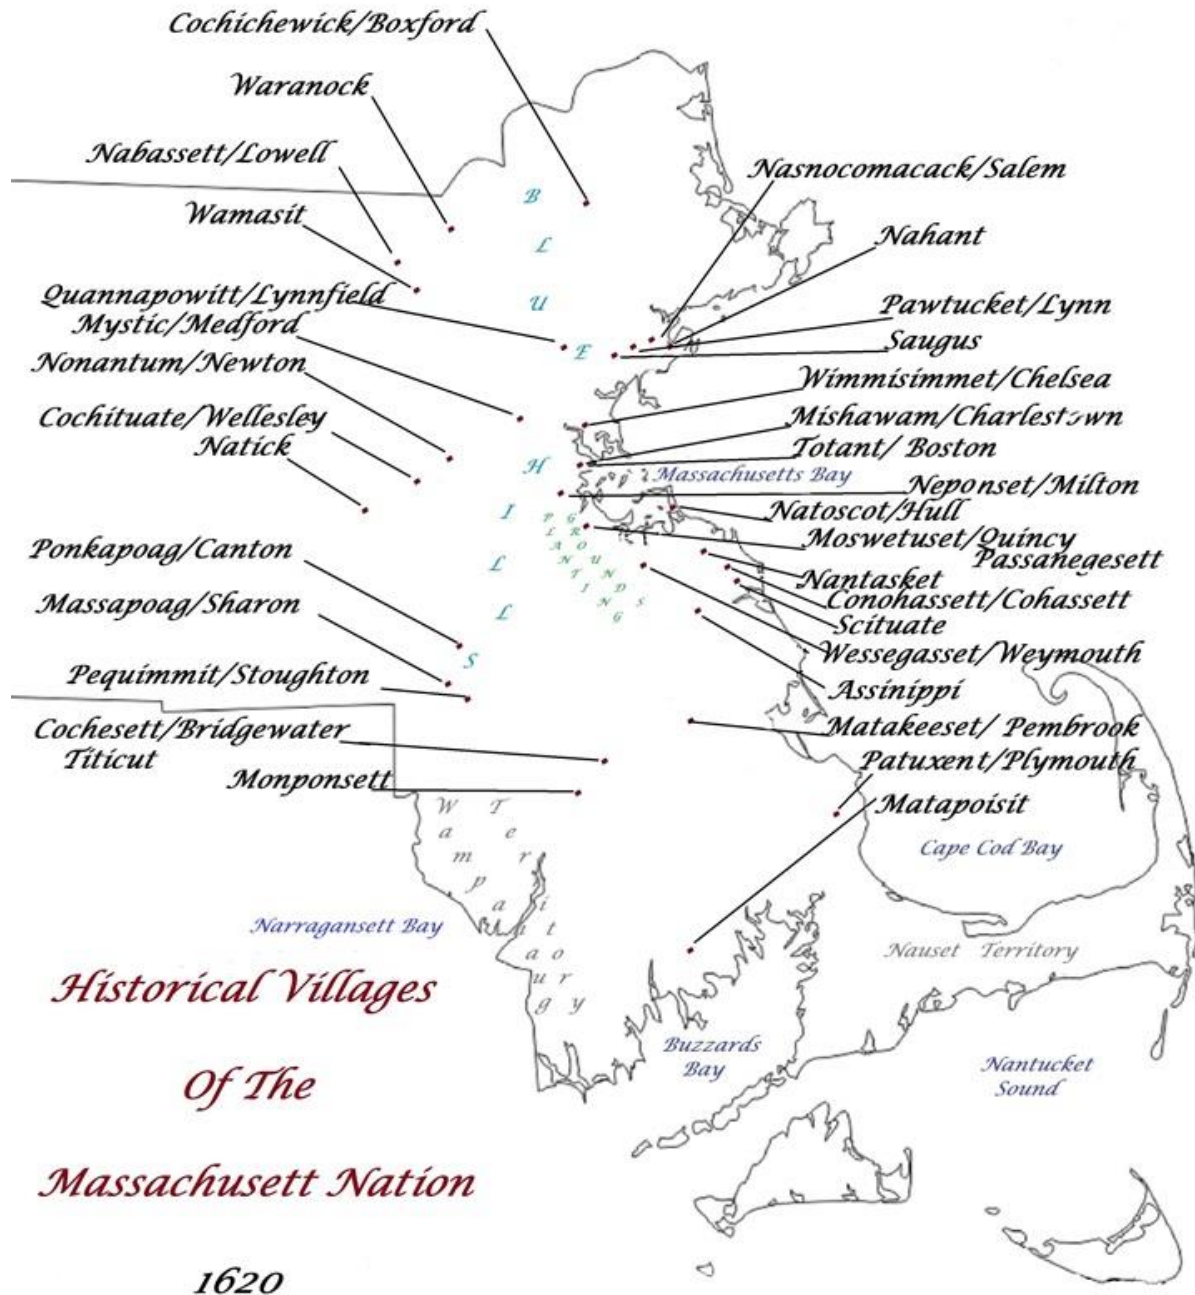 Cochichewick/Boxford
Waranock
Nabassett/Lowell
Wamasit
Quannapowitt/Lynnfield
Mystic/Medford
Nonantum/Newton
Cochituate/Wellesley
Natick
Ponkapoag/Canton
Massapoag/Sharon
Pequimmit/Stoughton
Cochesett/Bridgewater
Titicut
Monponsett
Nasnocomacack/Salem
Nahant
Pawtucket/Lynn
Saugus
Wimmisimmet/Chelsea
Mishawam/Charlestown
Totant/ Boston
Massachusetts Bay
Neponset/Milton
Natoscot/Hull
Moswetuset/Quincy
Passanegesett
Nantasket
Conohassett/Cohassett
Scituate
Wessegasset/Weymouth
Assinippi
Matakeeset/ Pembrook
Patuxent/Plymouth
Matapoisit
BLUE HILLS
PLANTING
GROUNDS
Wampanoag
Territory
Cape Cod Bay
Narragansett Bay
Nauset Territory
Buzzards
Bay
Nantucket
Sound
Historical Villages
Of The
Massachusett Nation
1620